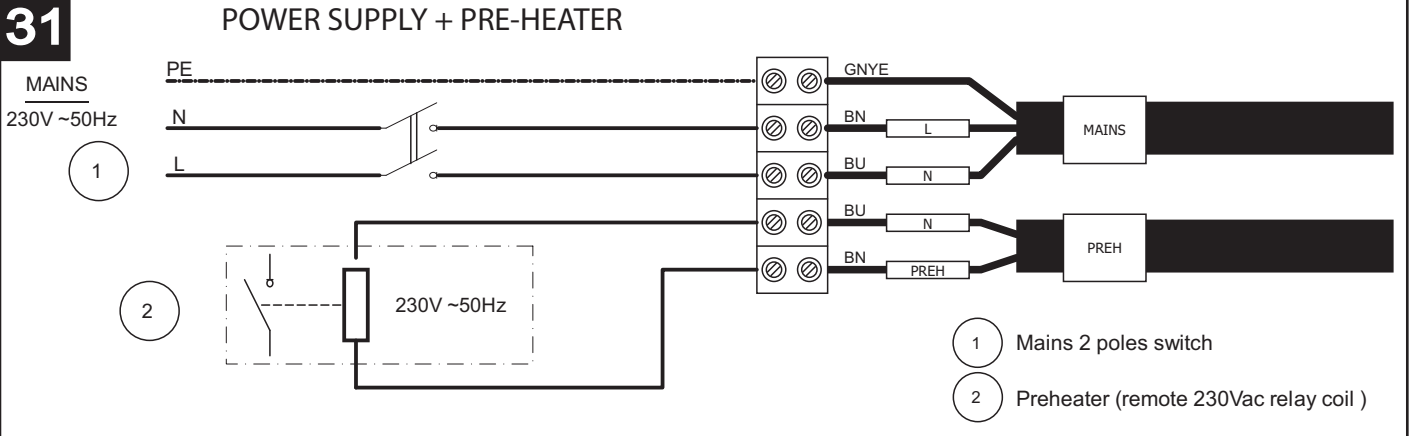 31
POWER SUPPLY + PRE-HEATER
MAINS
230V ~50Hz
1
PE
N
L
GNYE
BN
L
BU
N
MAINS
BU
N
BN
PREH
PREH
2
230V ~50Hz
1 Mains 2 poles switch
2 Preheater (remote 230Vac relay coil )